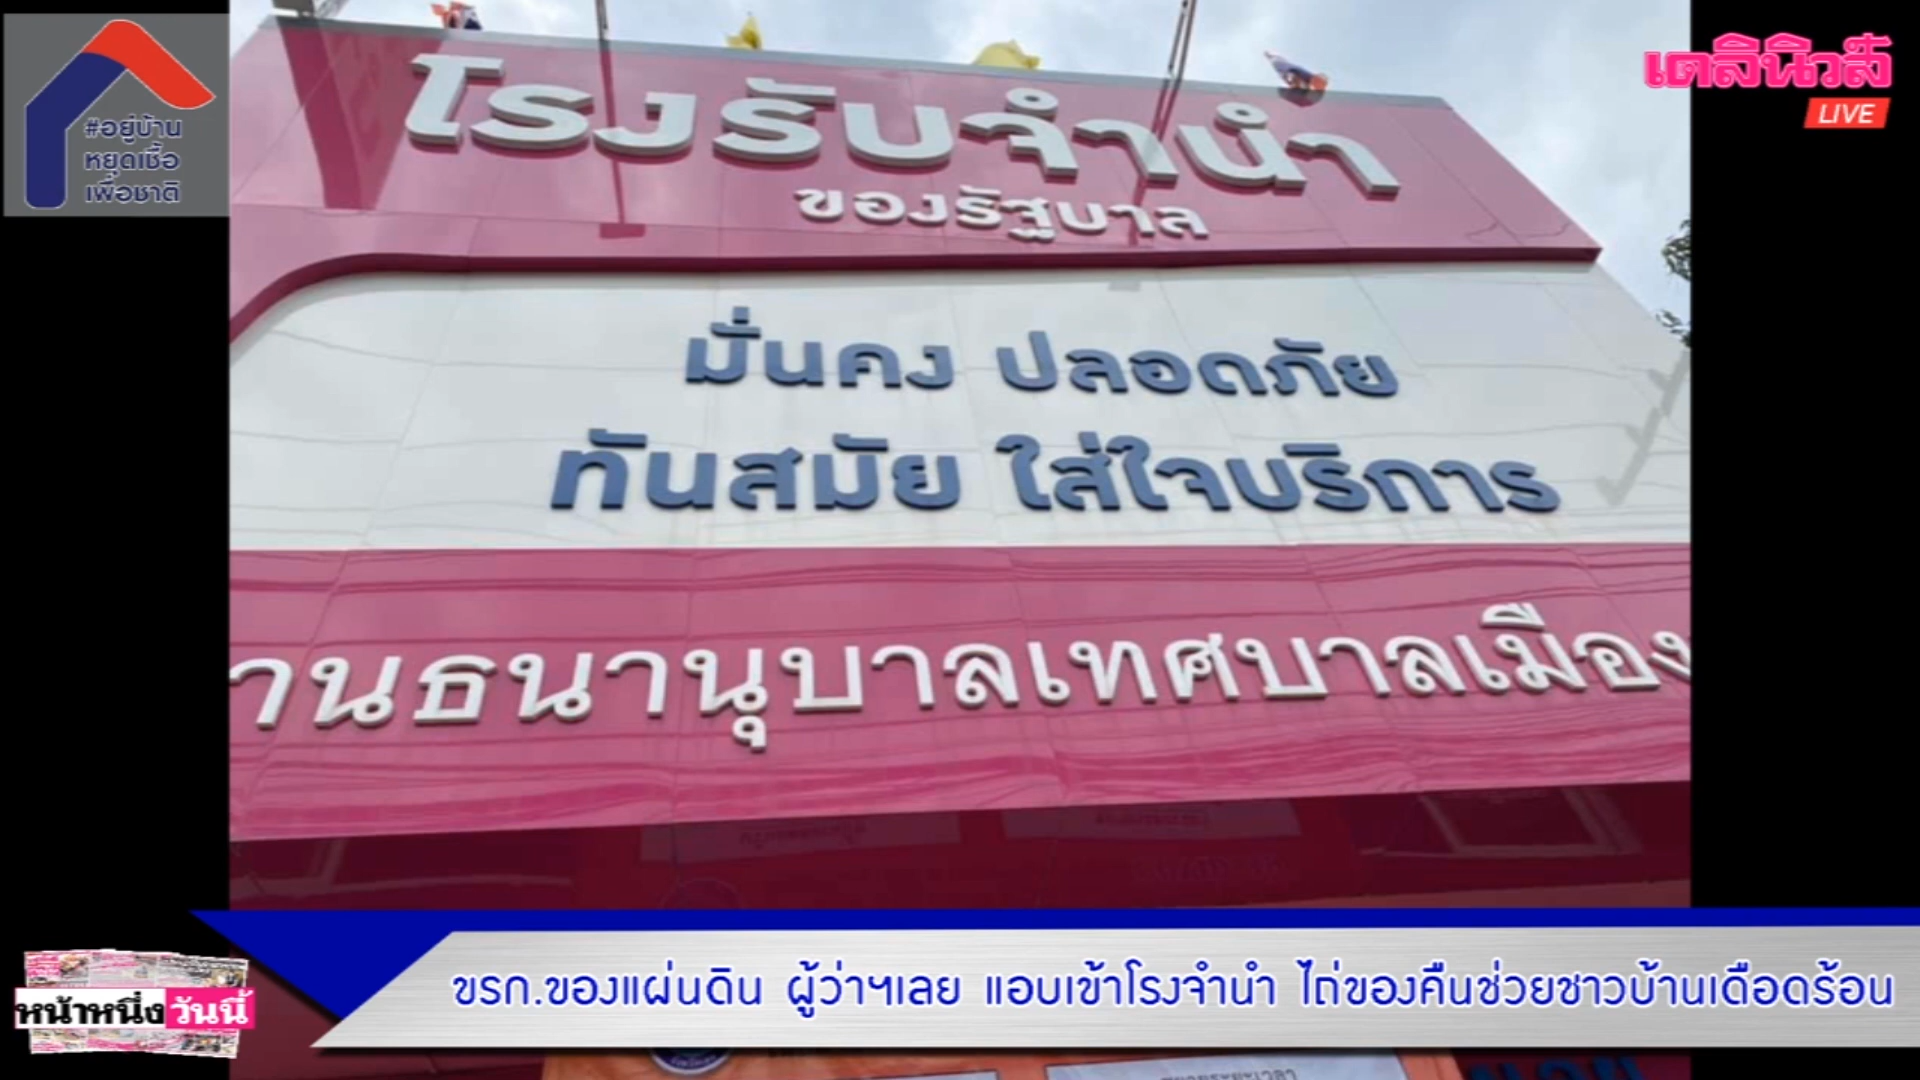 #อยู่บ้าน
หยุดเชื้อ
เพื่อชาติ
เดลินิวส์
LIVE
โรงรับจำนำ
ของรัฐบาล
มั่นคง ปลอดภัย
ทันสมัย ใส่ใจบริการ
านธนานุบาลเทศบาลเมือง
ขรก.ของแผ่นดิน ผู้ว่าฯเลย แอบเข้าโรงจำนำ ไถ่ของคืนช่วยชาวบ้านเดือดร้อน
หน้าหนึ่ง วันนี้